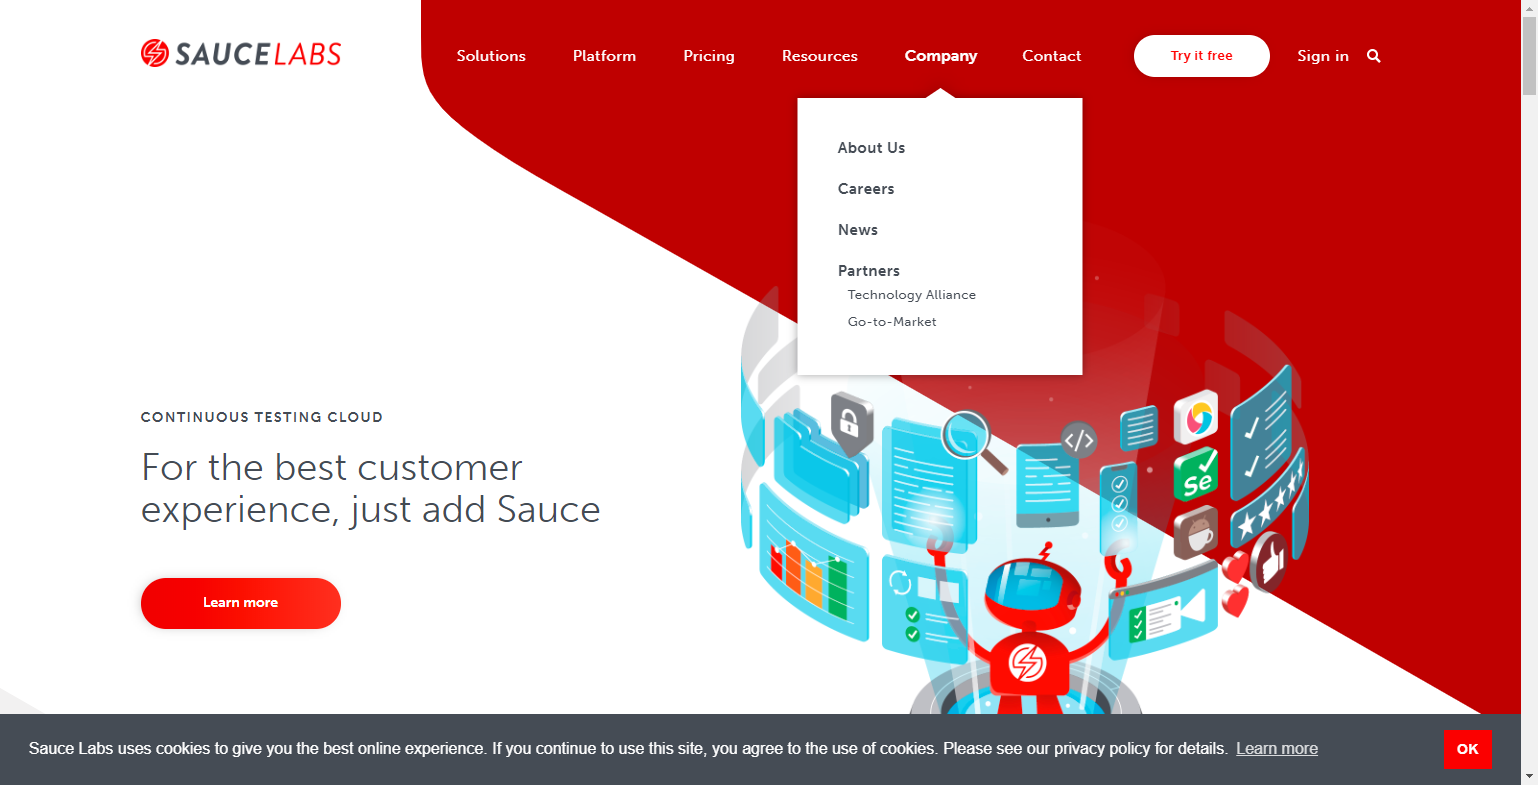 SAUCELABS
Solutions
Platform
Pricing
Resources
Company
Contact
Try it free
Sign in
About Us
Careers
News
Partners
Technology Alliance
Go-to-Market
CONTINUOUS TESTING CLOUD
For the best customer
experience, just add Sauce
Learn more
</>
Se
Sauce Labs uses cookies to give you the best online experience. If you continue to use this site, you agree to the use of cookies. Please see our privacy policy for details. Learn more
OK